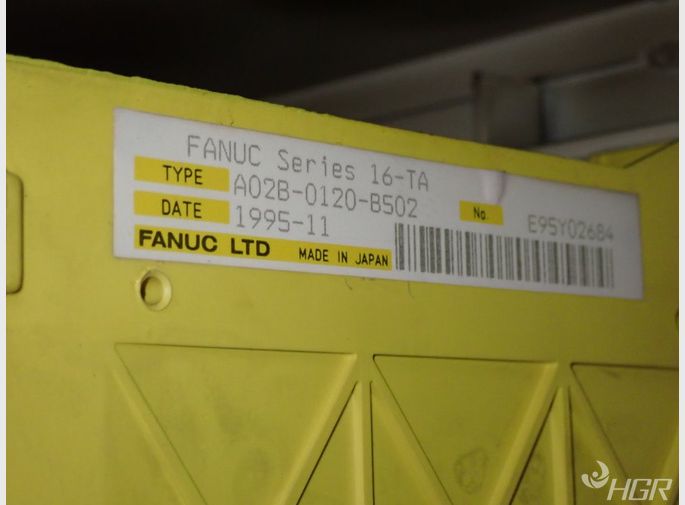 FANUC Series 16-TA
TYPE A02B-0120-B502
DATE 1995-11
No. E95Y02684
FANUC LTD MADE IN JAPAN
HGR